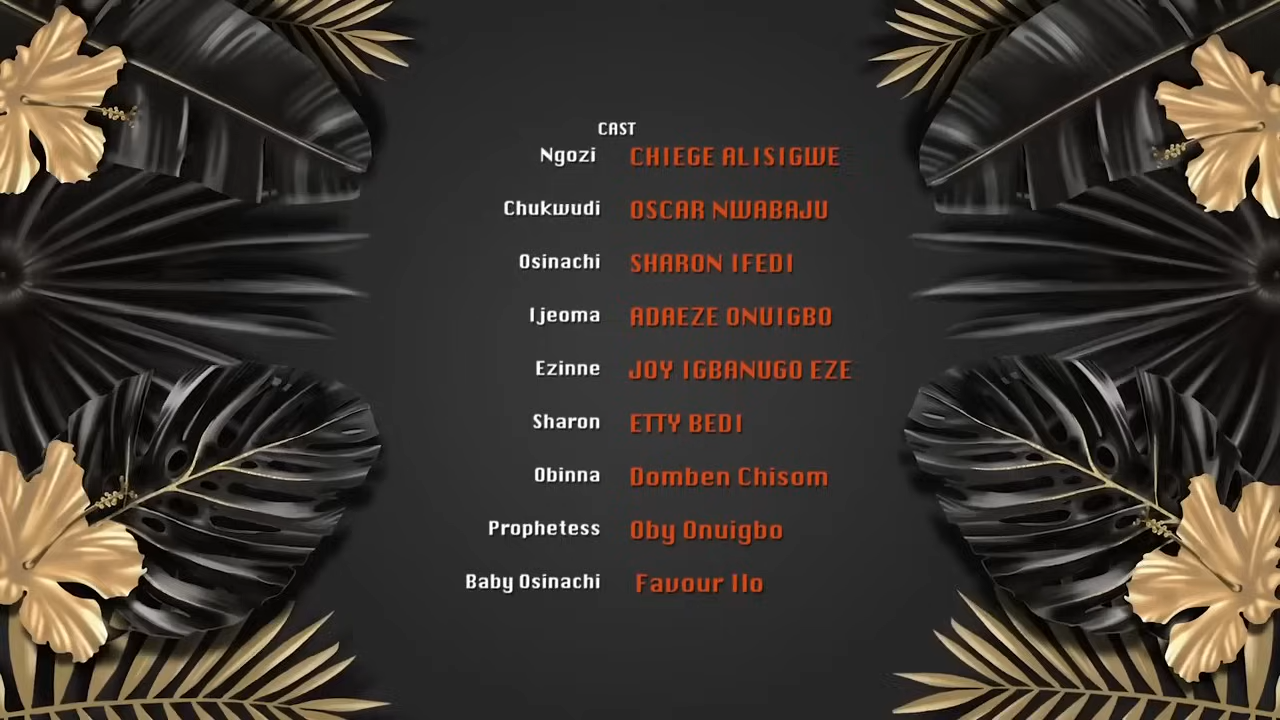 CAST
Ngozi CHIEGE ALISIGWE
Chukwudi OSCAR NWABAJU
Osinachi SHARON IFEDI
Ijeoma ADAEZE ONUIGBO
Ezinne JOY IGBANUGO EZE
Sharon ETTY BEDI
Obinna Domben Chisom
Prophetess Oby Onuigbo
Baby Osinachi Favour Ilo